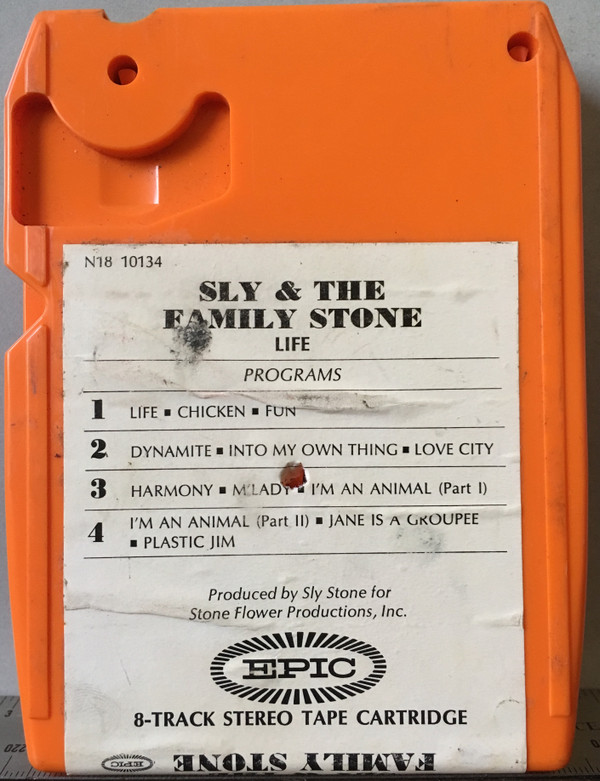 N18 10134
SLY & THE
FAMILY STONE
LIFE
PROGRAMS
1 LIFE ▪ CHICKEN ▪ FUN
2 DYNAMITE ▪ INTO MY OWN THING ▪ LOVE CITY
3 HARMONY ▪ M'LADY ▪ I'M AN ANIMAL (Part I)
4 I'M AN ANIMAL (Part II) ▪ JANE IS A GROUPEE
▪ PLASTIC JIM
Produced by Sly Stone for
Stone Flower Productions, Inc.
EPIC
8-TRACK STEREO TAPE CARTRIDGE
EPIC FAMILY STONE